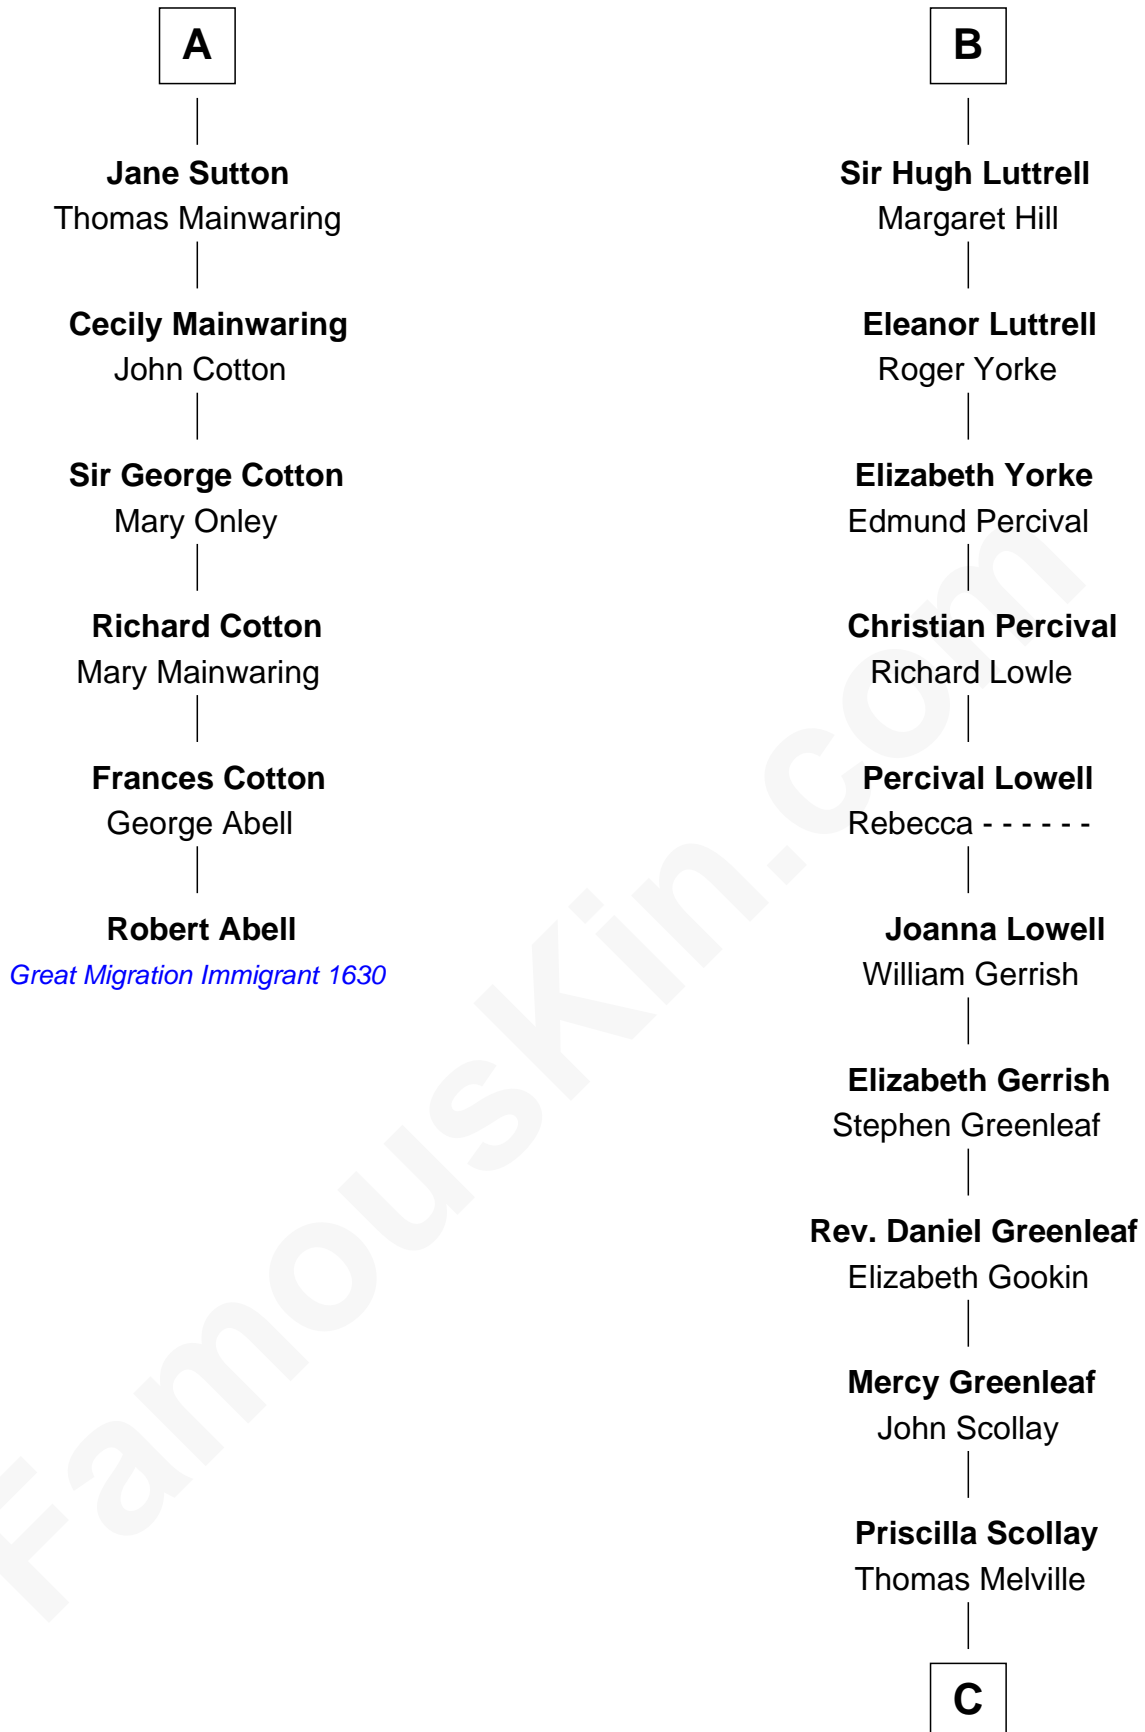 A
Jane Sutton
Thomas Mainwaring
Cecily Mainwaring
John Cotton
Sir George Cotton
Mary Onley
Richard Cotton
Mary Mainwaring
Frances Cotton
George Abell
Robert Abell
Great Migration Immigrant 1630
B
Sir Hugh Luttrell
Margaret Hill
Eleanor Luttrell
Roger Yorke
Elizabeth Yorke
Edmund Percival
Christian Percival
Richard Lowle
Percival Lowell
Rebecca - - - - - -
Joanna Lowell
William Gerrish
Elizabeth Gerrish
Stephen Greenleaf
Rev. Daniel Greenleaf
Elizabeth Gookin
Mercy Greenleaf
John Scollay
Priscilla Scollay
Thomas Melville
C
FamousKin.com